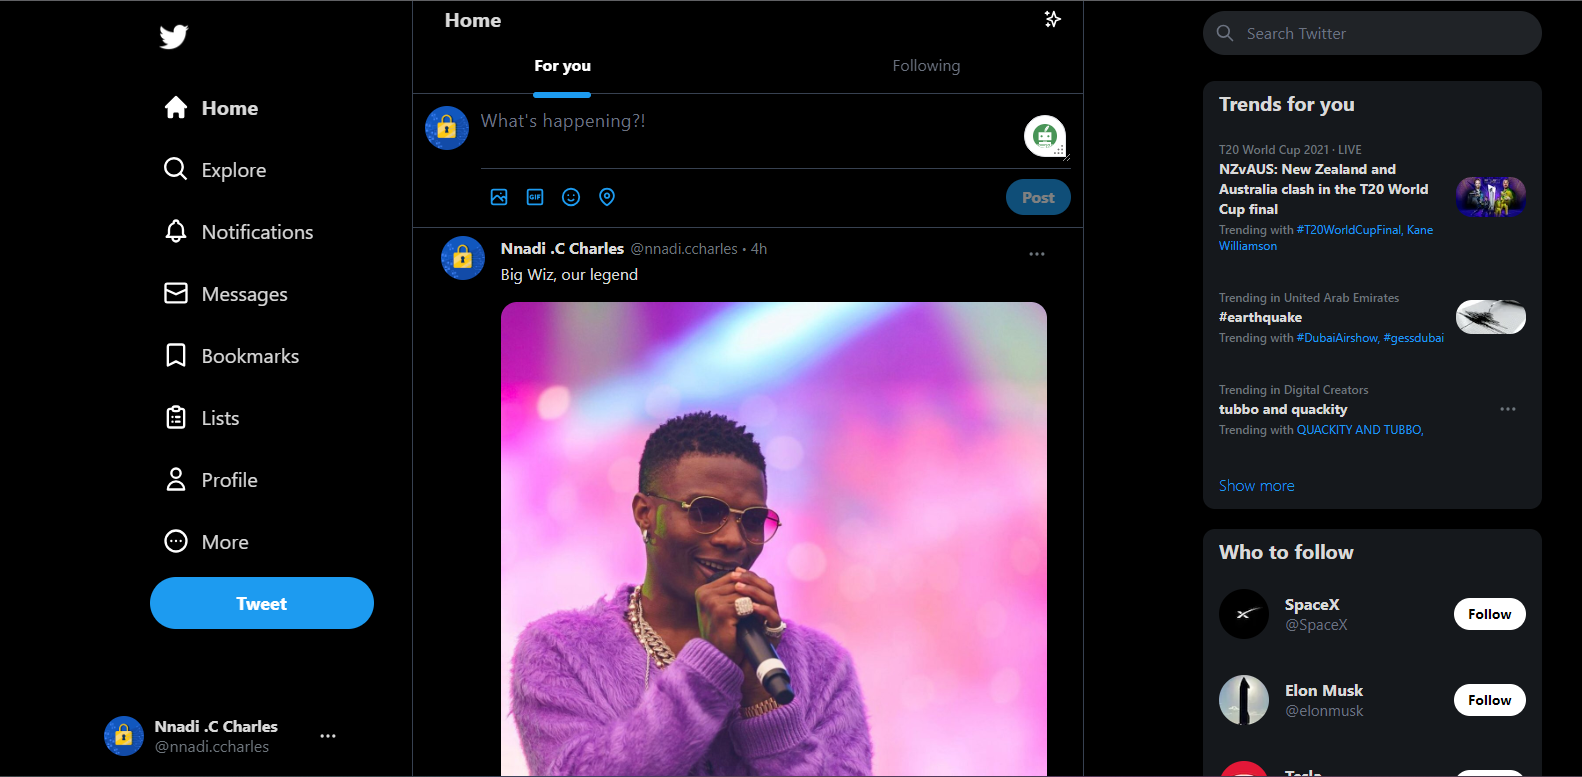 Home
Explore
Notifications
Messages
Bookmarks
Lists
Profile
More
Tweet
Nnadi .C Charles
@nnadi.ccharles
Home
For you
Following
What's happening?!
GIF
Post
Nnadi .C Charles @nnadi.ccharles • 4h
Big Wiz, our legend
Search Twitter
Trends for you
T20 World Cup 2021 · LIVE
NZvAUS: New Zealand and
Australia clash in the T20 World
Cup final
Trending with #T20WorldCupFinal, Kane
Williamson
Trending in United Arab Emirates
#earthquake
Trending with #DubaiAirshow, #gessdubai
Trending in Digital Creators
tubbo and quackity
Trending with QUACKITY AND TUBBO,
Show more
Who to follow
SpaceX
@SpaceX
Follow
Elon Musk
@elonmusk
Follow
Tesla